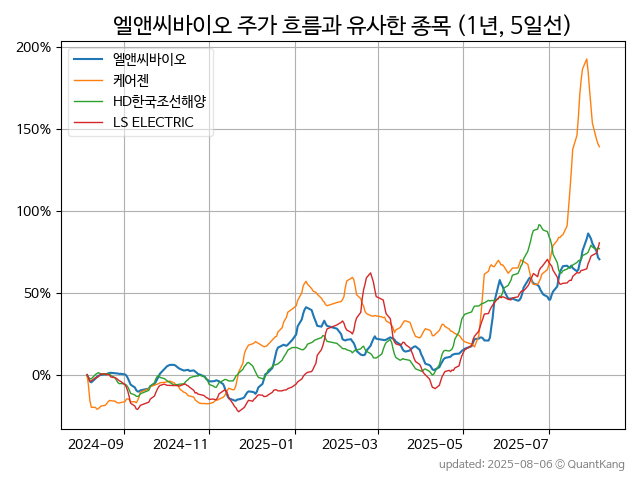 엘앤씨바이오 주가 흐름과 유사한 종목 (1년, 5일선)
200%
150%
100%
50%
0%
엘앤씨바이오
케어젠
HD한국조선해양
LS ELECTRIC
2024-09
2024-11
2025-01
2025-03
2025-05
2025-07
updated: 2025-08-06 © QuantKang